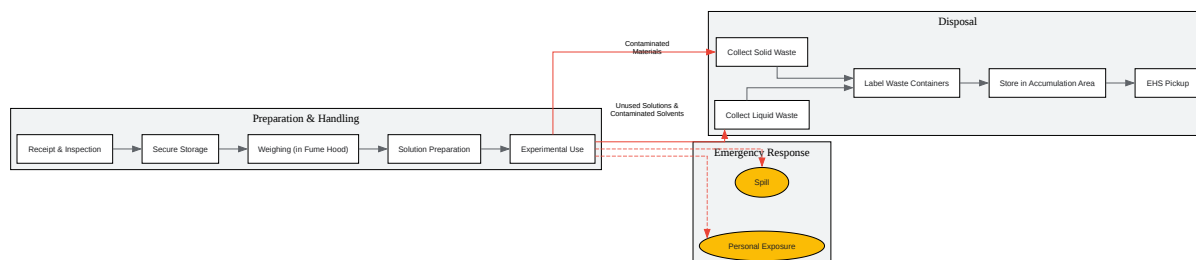 Disposal
Contaminated
Materials
Collect Solid Waste
Label Waste Containers
Store in Accumulation Area
EHS Pickup
Unused Solutions &
Contaminated Solvents
Collect Liquid Waste
Preparation & Handling
Receipt & Inspection
Secure Storage
Weighing (in Fume Hood)
Solution Preparation
Experimental Use
Emergency Response
Spill
Personal Exposure